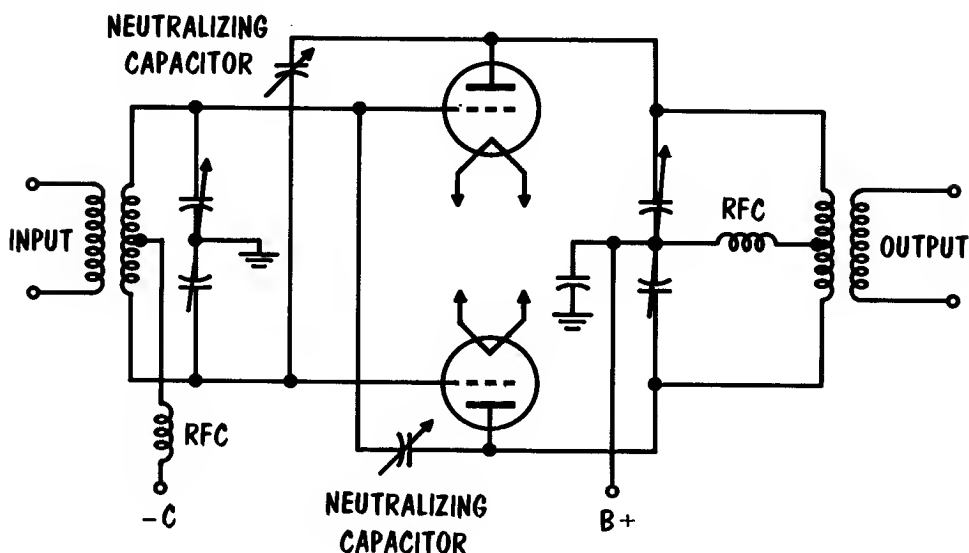 NEUTRALIZING
CAPACITOR
INPUT
RFC
OUTPUT
RFC
-C
NEUTRALIZING
CAPACITOR
B+